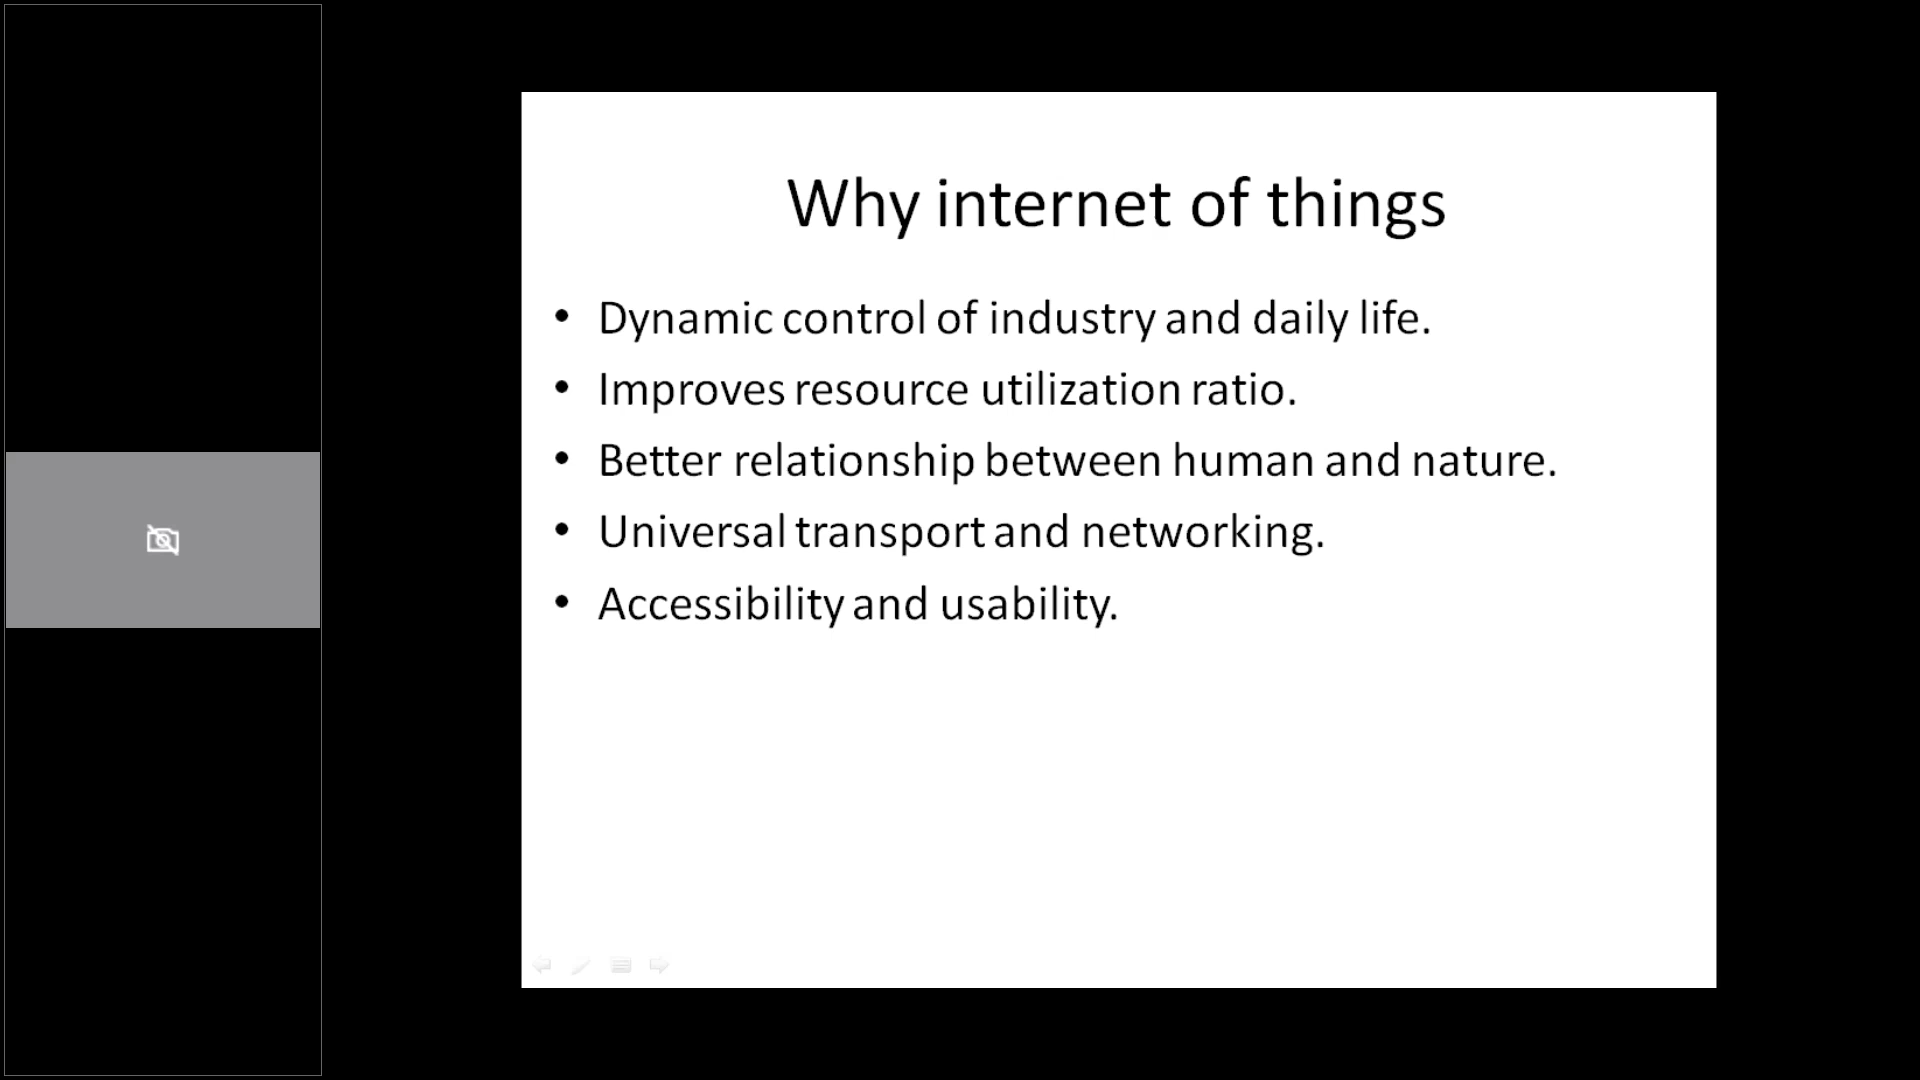 Why internet of things
• Dynamic control of industry and daily life.
• Improves resource utilization ratio.
• Better relationship between human and nature.
• Universal transport and networking.
• Accessibility and usability.